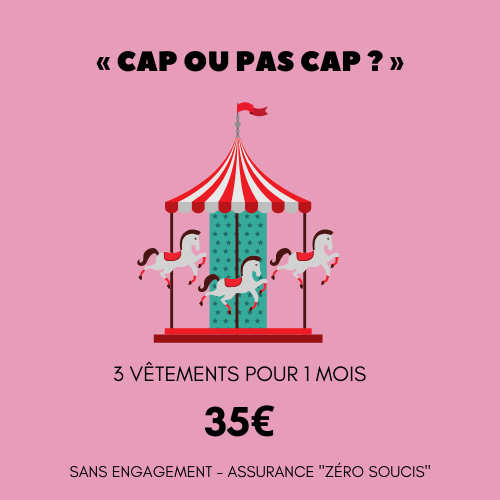 « CAP OU PAS CAP ? »
3 VÊTEMENTS POUR 1 MOIS
35€
SANS ENGAGEMENT - ASSURANCE "ZÉRO SOUCIS"